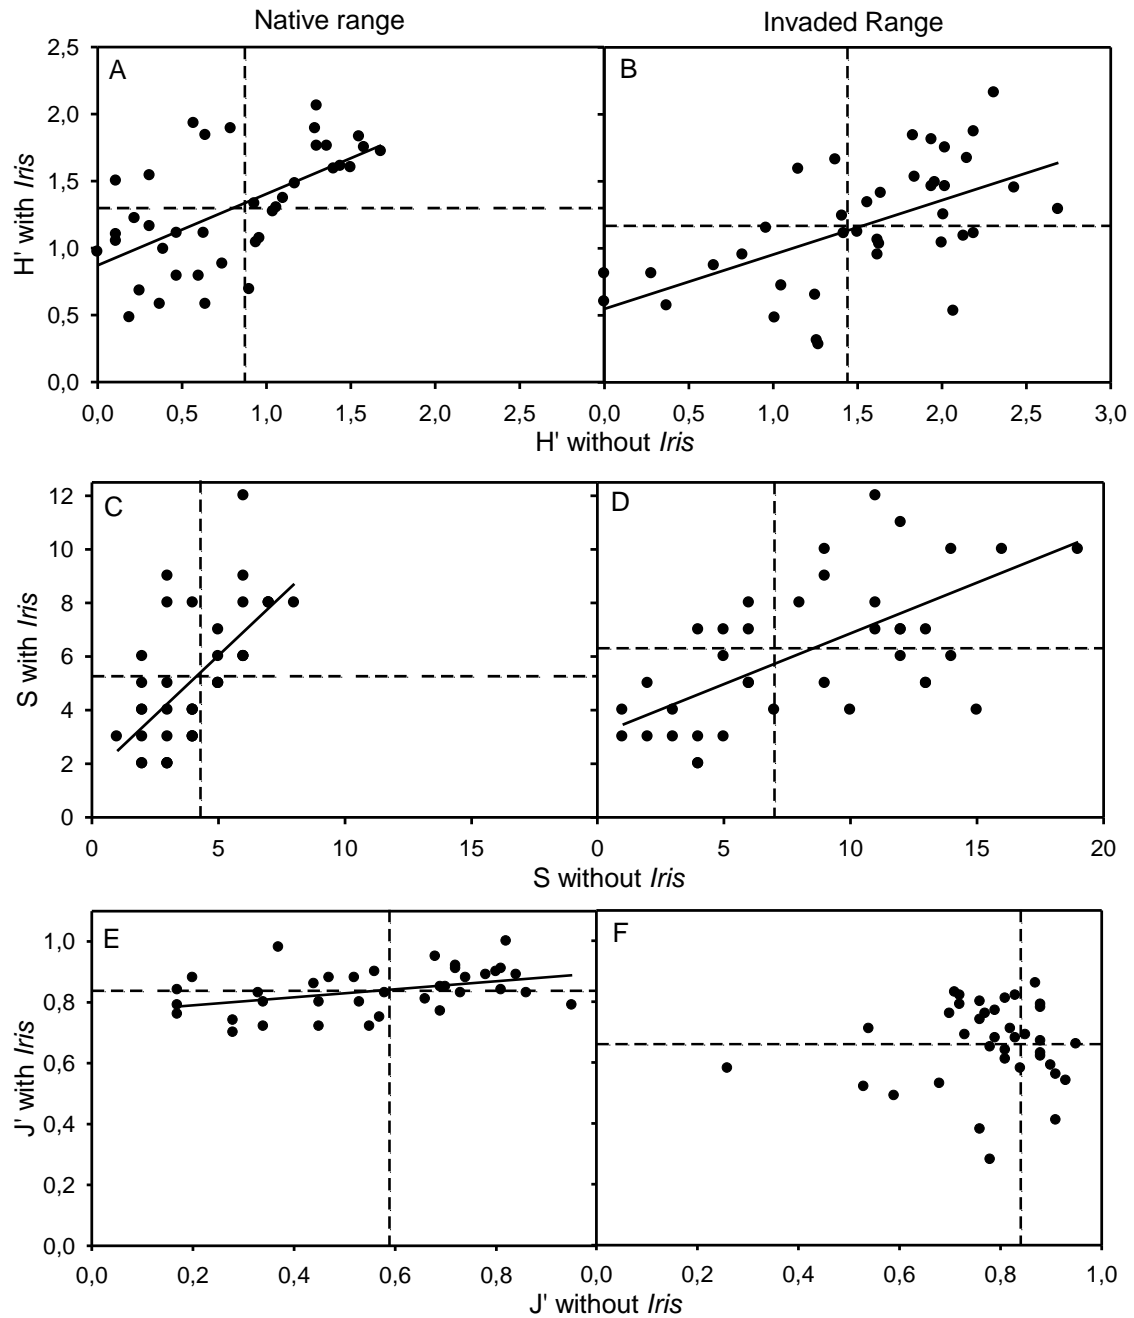 Native range
Invaded Range
2,5
2,0
1,5
1,0
0,5
0,0
H' with Iris
A
B
0,0 0,5 1,0 1,5 2,0 2,5 0,0 0,5 1,0 1,5 2,0 2,5 3,0
H' without Iris
12
10
8
6
4
2
0
S with Iris
C
D
0 5 10 15 0 5 10 15 20
S without Iris
1,0
0,8
0,6
0,4
0,2
0,0
J' with Iris
E
F
0,0 0,2 0,4 0,6 0,8 0,0 0,2 0,4 0,6 0,8 1,0
J' without Iris